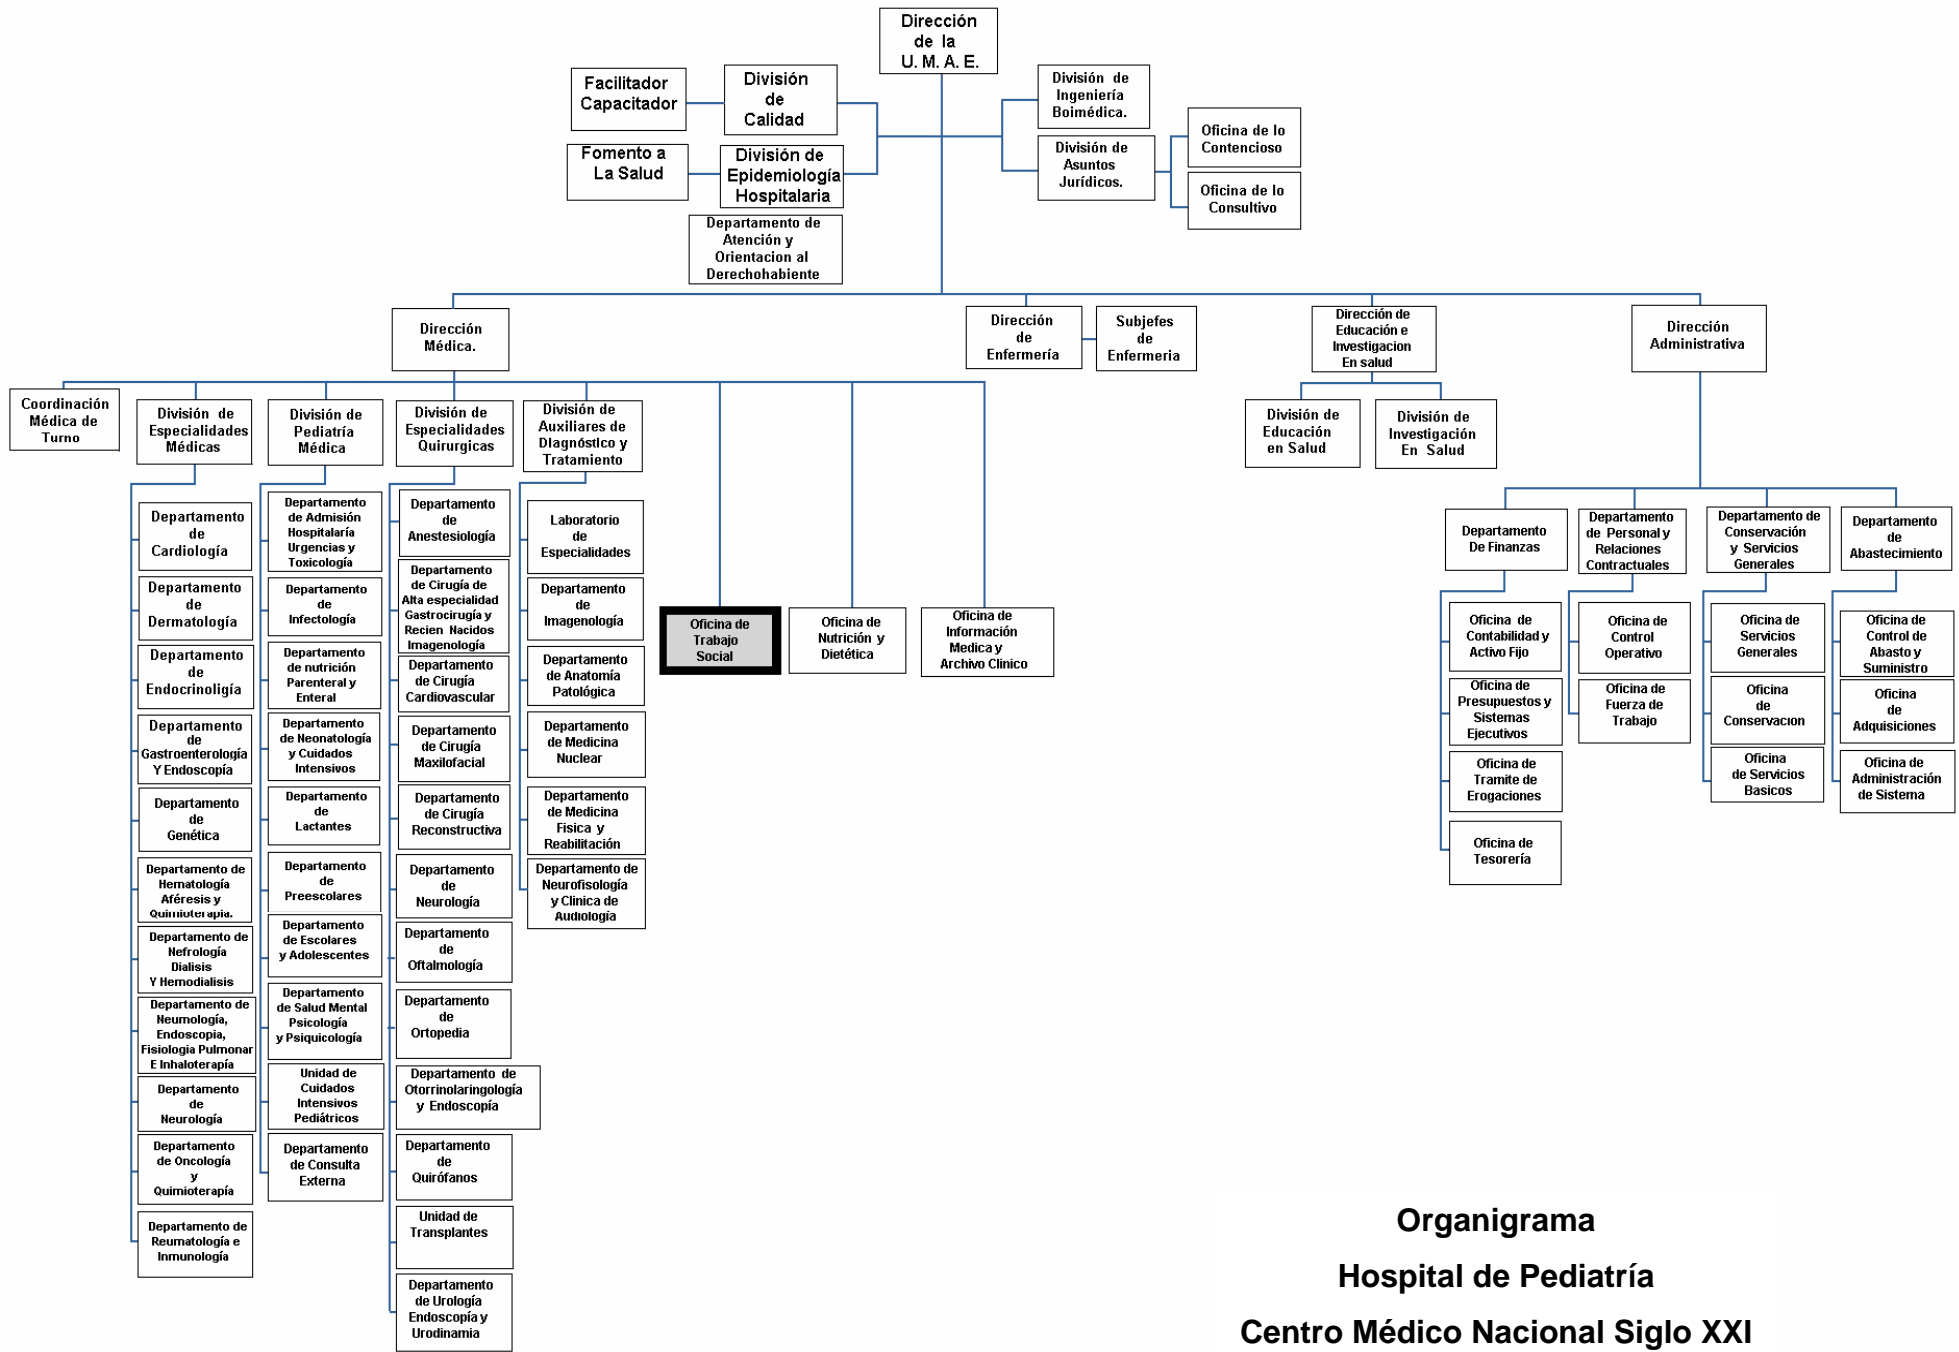 Dirección
de la
U. M. A. E.
Facilitador
Capacitador
División
de
Calidad
Fomento a
La Salud
División de
Epidemiología
Hospitalaria
Departamento de
Atención y
Orientacion al
Derechohabiente
División de
Ingeniería
Boimédica.
División de
Asuntos
Jurídicos.
Oficina de lo
Contencioso
Oficina de lo
Consultivo
Dirección
Médica.
Dirección
de
Enfermería
Subjefes
de
Enfermeria
Dirección de
Educación e
Investigacion
En salud
Dirección
Administrativa
Coordinación
Médica de
Turno
División de
Especialidades
Médicas
División de
Pediatría
Médica
División de
Especialidades
Quirurgicas
División de
Auxiliares de
DIagnóstico y
Tratamiento
División de
Educación
en Salud
División de
Investigación
En Salud
Departamento
de
Cardiología
Departamento
de
Dermatología
Departamento
de
Endocrinoligía
Departamento
de
Gastroenterología
Y Endoscopía
Departamento
de
Genética
Departamento de
Hematología
Aféresis y
Quimioterapia.
Departamento de
Nefrología
Dialisis
Y Hemodialisis
Departamento de
Neumología,
Endoscopia,
Fisiologia Pulmonar
E Inhaloterapía
Departamento
de
Neurología
Departamento
de Oncología
y
Quimioterapía
Departamento de
Reumatología e
Inmunología
Departamento
de Admisión
Hospitalaría
Urgencias y
Toxicología
Departamento
de
Infectología
Departamento
de nutrición
Parenteral y
Enteral
Departamento
de Neonatología
y Cuidados
Intensivos
Departamento
de
Lactantes
Departamento
de
Preescolares
Departamento
de Escolares
y Adolescentes
Departamento
de Salud Mental
Psicología
y Psiquicología
Unidad de
Cuidados
Intensivos
Pediátricos
Departamento
de Consulta
Externa
Departamento
de
Anestesiología
Departamento
de Cirugía de
Alta especialidad
Gastrocirugía y
Recien Nacidos
Imagenología
Departamento
de Cirugía
Cardiovascular
Departamento
de Cirugía
Maxilofacial
Departamento
de Cirugía
Reconstructiva
Departamento
de
Neurología
Departamento
de
Oftalmología
Departamento
de
Ortopedia
Departamento de
Otorrinolaringología
y Endoscopía
Departamento
de
Quirófanos
Unidad de
Transplantes
Departamento
de Urología
Endoscopía y
Urodinamia
Laboratorio
de
Especialidades
Departamento
de
Imagenología
Departamento
de Anatomía
Patológica
Departamento
de Medicina
Nuclear
Departamento
de Medicina
Fisica y
Reabilitación
Departamento de
Neurofisología
y Clinica de
Audiología
Oficina de
Trabajo
Social
Oficina de
Nutrición y
Dietética
Oficina de
Información
Medica y
Archivo Clinico
Departamento
De Finanzas
Departamento
de Personal y
Relaciones
Contractuales
Departamento de
Conservación
y Servicios
Generales
Departamento
de
Abastecimiento
Oficina de
Contabilidad y
Activo Fijo
Oficina de
Presupuestos y
Sistemas
Ejecutivos
Oficina de
Tramite de
Erogaciones
Oficina de
Tesorería
Oficina de
Control
Operativo
Oficina de
Fuerza de
Trabajo
Oficina de
Servicios
Generales
Oficina
de
Conservacion
Oficina
de Servicios
Basicos
Oficina de
Control de
Abasto y
Suministro
Oficina
de
Adquisiciones
Oficina de
Administración
de Sistema
Organigrama
Hospital de Pediatría
Centro Médico Nacional Siglo XXI